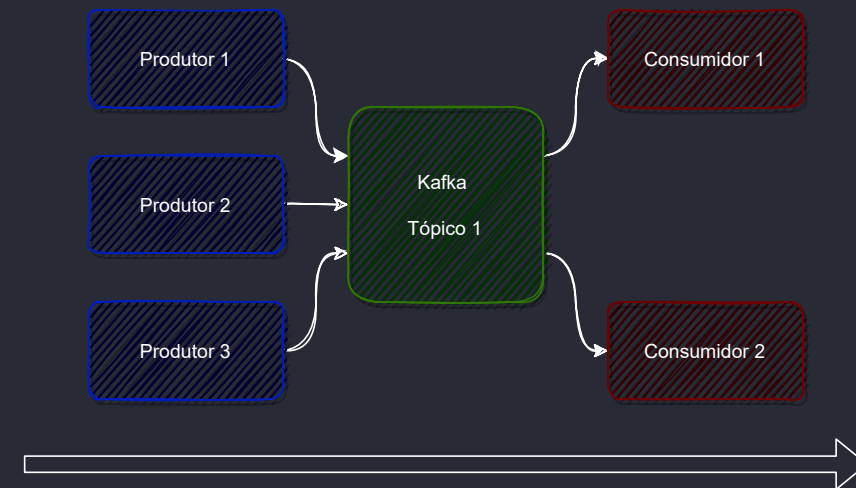 Produtor 1
Consumidor 1
Kafka
Produtor 2
Tópico 1
Produtor 3
Consumidor 2